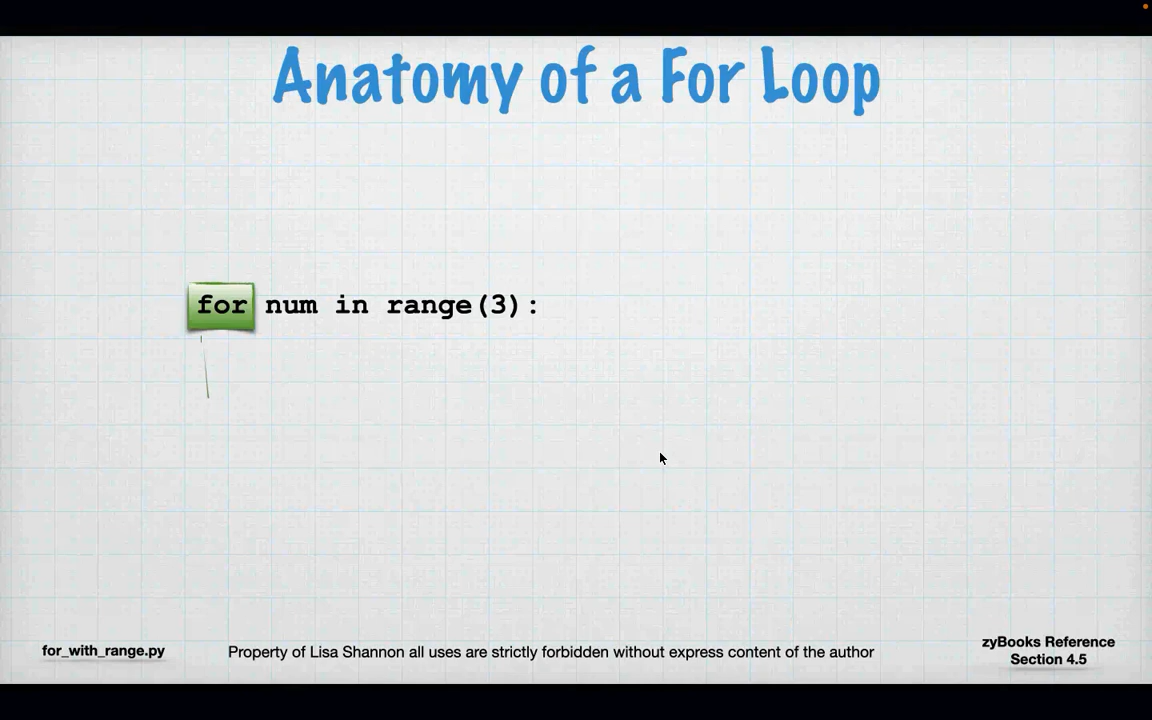 Anatomy of a For Loop
for num in range(3):
for_with_range.py
Property of Lisa Shannon all uses are strictly forbidden without express content of the author
zyBooks Reference
Section 4.5